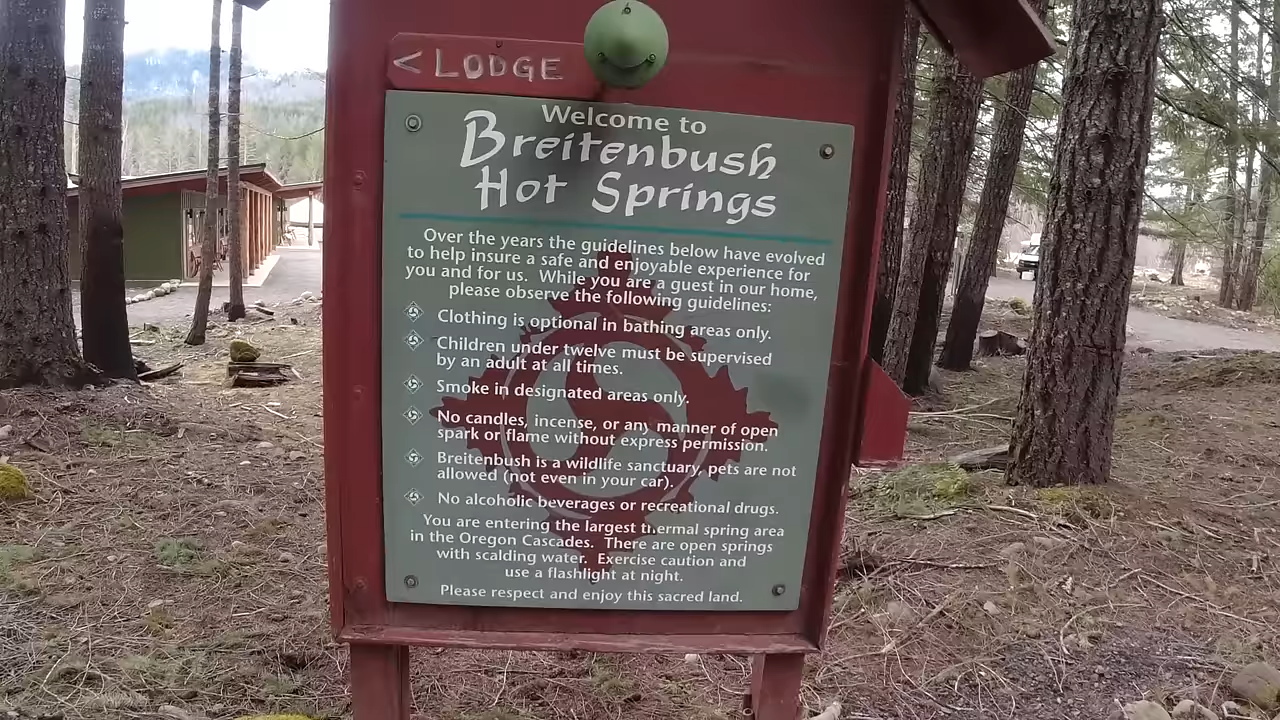 < LODGE
Welcome to
Breitenbush
Hot Springs
Over the years the guidelines below have evolved
to help insure a safe and enjoyable experience for
you and for us. While you are a guest in our home,
please observe the following guidelines:
Clothing is optional in bathing areas only.
Children under twelve must be supervised
by an adult at all times.
Smoke in designated areas only.
No candles, incense, or any manner of open
spark or flame without express permission.
Breitenbush is a wildlife sanctuary, pets are not
allowed (not even in your car).
No alcoholic beverages or recreational drugs.
You are entering the largest thermal spring area
in the Oregon Cascades. There are open springs
with scalding water. Exercise caution and
use a flashlight at night.
Please respect and enjoy this sacred land.